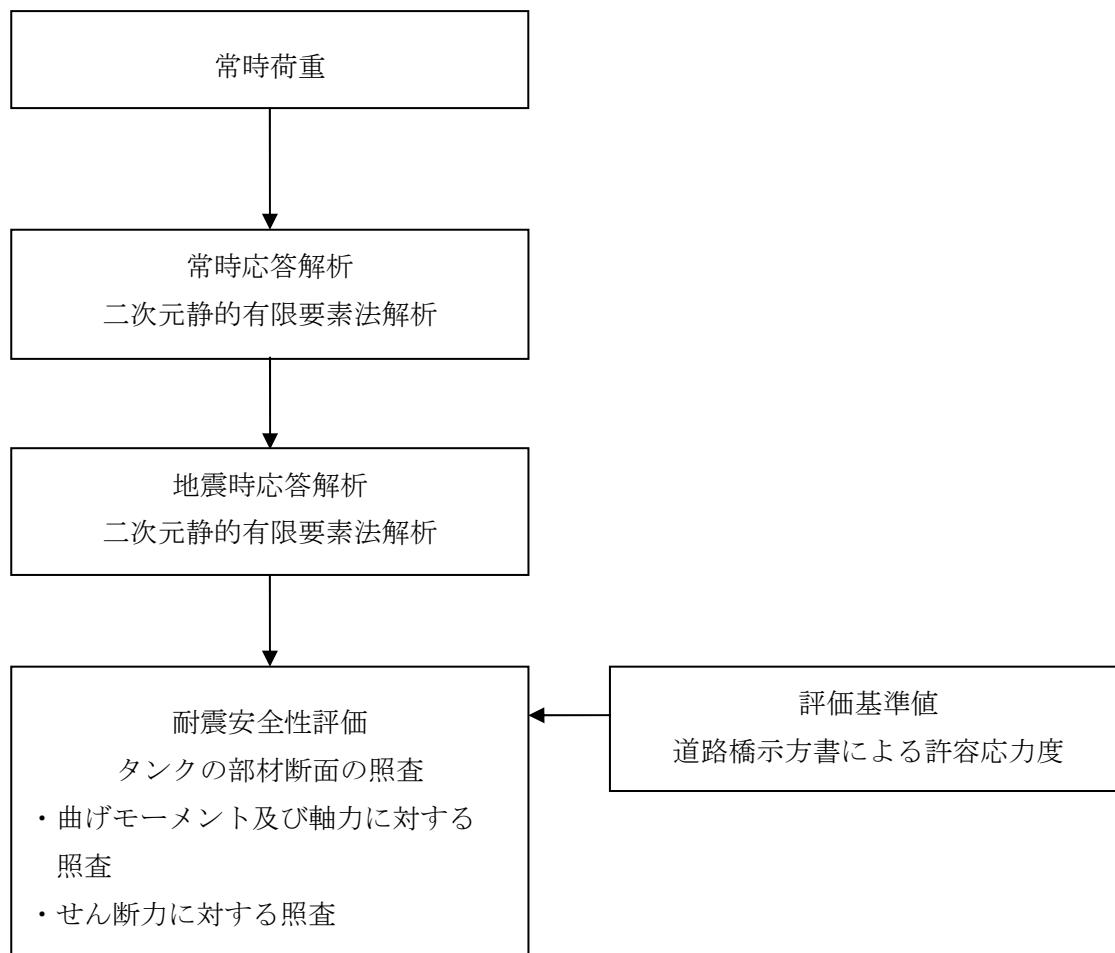 常時荷重
常時応答解析
二次元静的有限要素法解析
地震時応答解析
二次元静的有限要素法解析
耐震安全性評価
タンクの部材断面の照査
・曲げモーメント及び軸力に対する
照査
・せん断力に対する照査
評価基準値
道路橋示方書による許容応力度